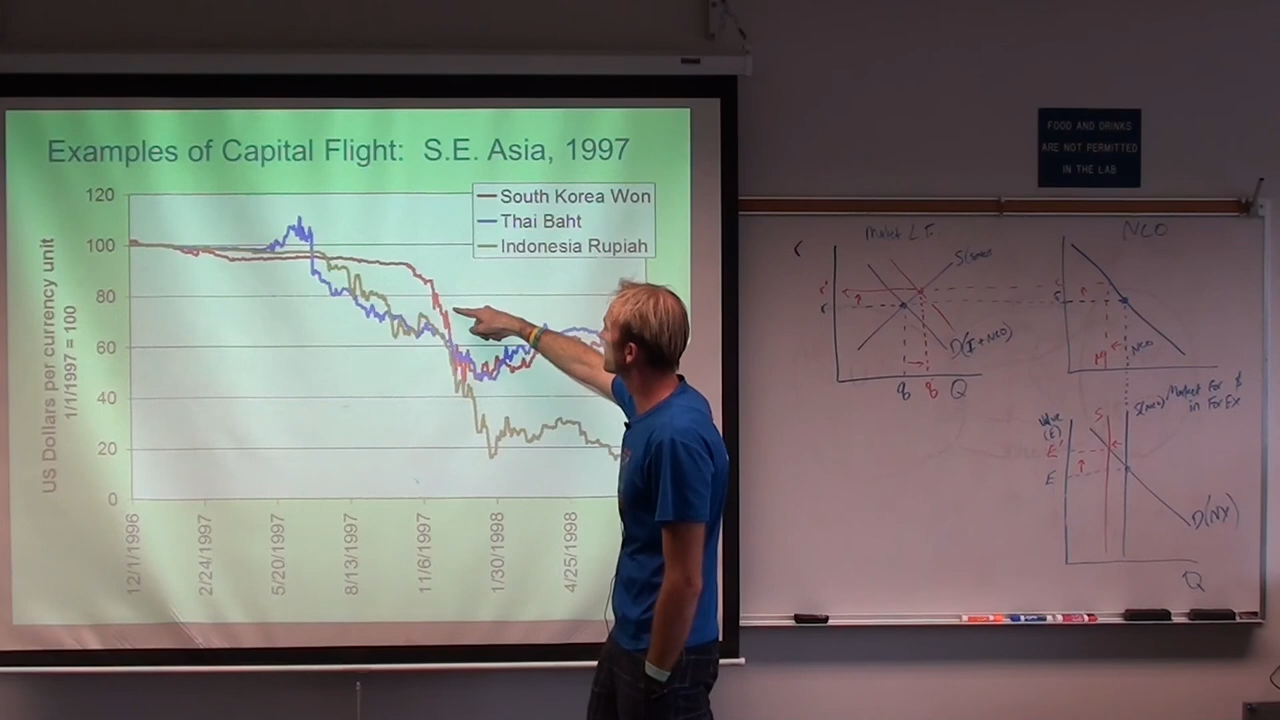 Examples of Capital Flight: S.E. Asia, 1997
US Dollars per currency unit
1/1/1997 = 100
120
100
80
60
40
20
0
South Korea Won
Thai Baht
Indonesia Rupiah
12/1/1996
2/24/1997
5/20/1997
8/13/1997
11/6/1997
1/30/1998
4/25/1998
FOOD AND DRINKS
ARE NOT PERMITTED
IN THE LAB
Market L.F.
r'
r
D(I+NCO)
Q
NCO
NCO
Market for $
in For Ex
S(NCO)
S
(E)
E'
E
D(NX)
Q